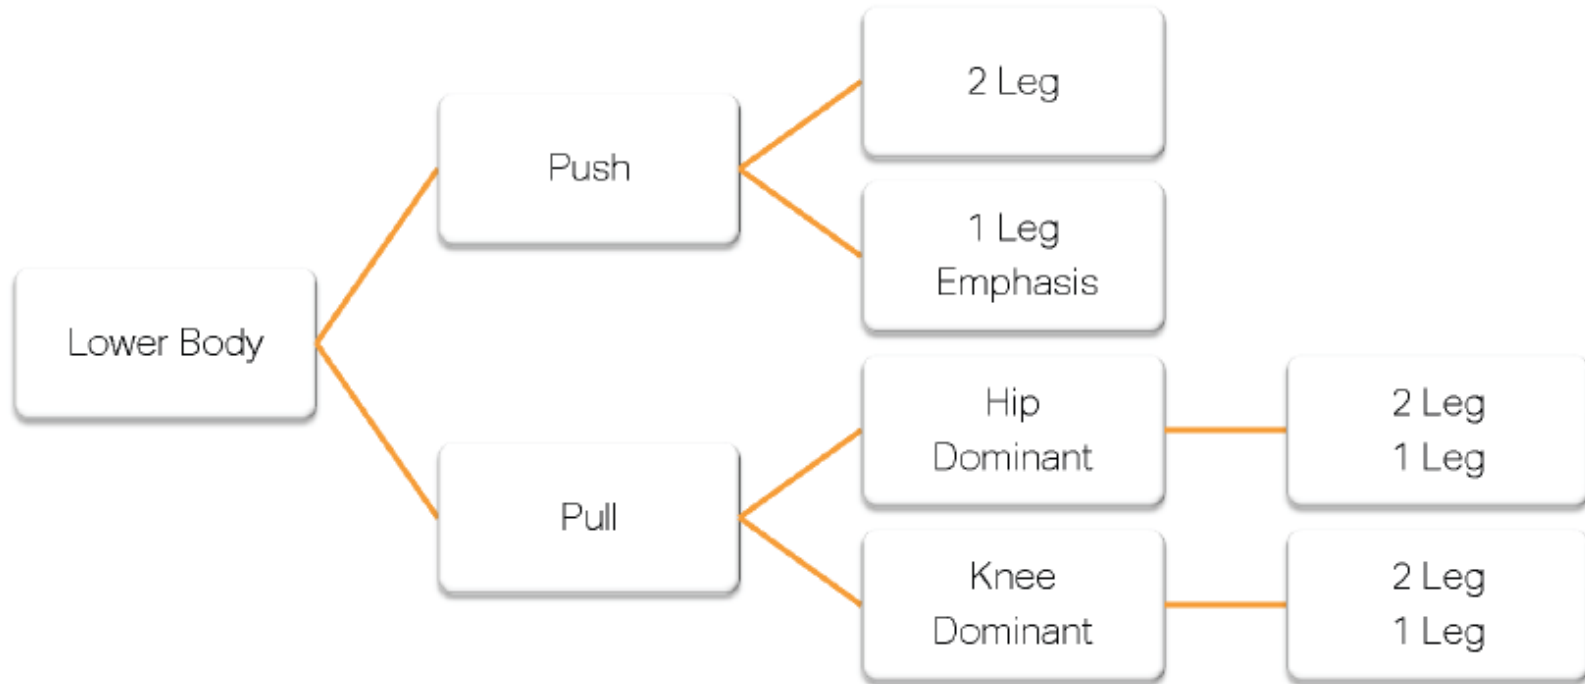 Lower Body
Push
2 Leg
1 Leg
Emphasis
Pull
Hip
Dominant
2 Leg
1 Leg
Knee
Dominant
2 Leg
1 Leg